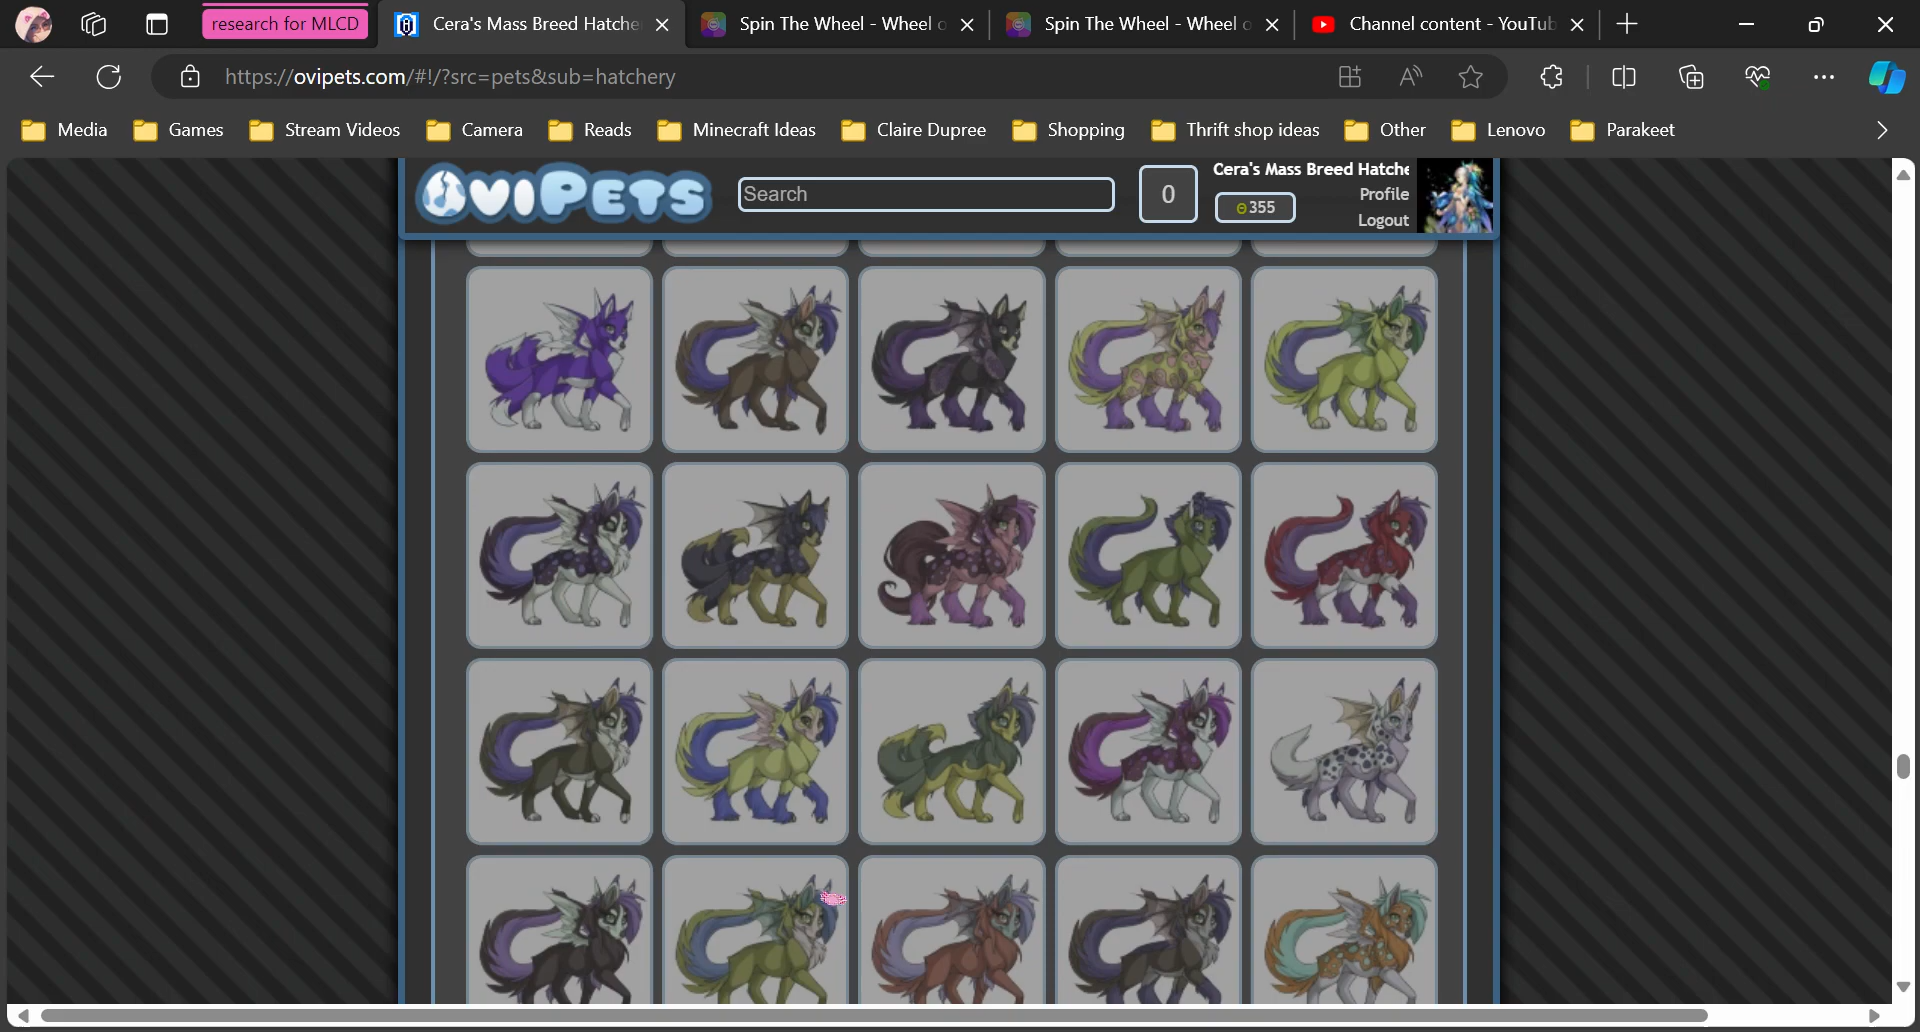 research for MLCD
Cera's Mass Breed Hatche
Spin The Wheel - Wheel o
Spin The Wheel - Wheel o
Channel content - YouTub
https://ovipets.com/#!/?src=pets&sub=hatchery
Media
Games
Stream Videos
Camera
Reads
Minecraft Ideas
Claire Dupree
Shopping
Thrift shop ideas
Other
Lenovo
Parakeet
OviPets
Search
0
Cera's Mass Breed Hatche
355
Profile
Logout